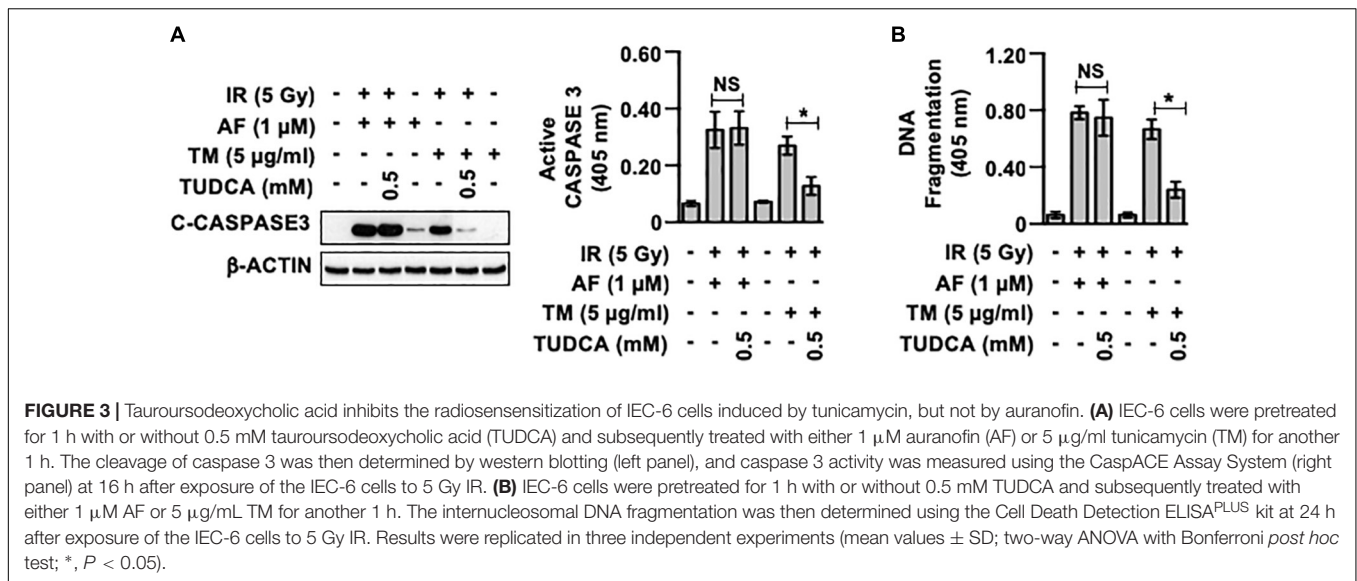 A
IR (5 Gy) - + + - + + -
AF (1 µM) - + + + - - -
TM (5 µg/ml) - - - - + + +
TUDCA (mM) - - 0.5 - - 0.5 -
C-CASPASE3
β-ACTIN
Active
CASPASE 3
(405 nm)
0.60
0.40
0.20
0
NS
*
IR (5 Gy) - + + - + +
AF (1 µM) - + + - - -
TM (5 µg/ml) - - - - + +
TUDCA (mM) - - 0.5 - - 0.5
B
DNA
Fragmentation
(405 nm)
1.20
0.80
0.40
0
NS
*
IR (5 Gy) - + + - + +
AF (1 µM) - + + - - -
TM (5 µg/ml) - - - - + +
TUDCA (mM) - - 0.5 - - 0.5
FIGURE 3 | Tauroursodeoxycholic acid inhibits the radiosensensitization of IEC-6 cells induced by tunicamycin, but not by auranofin. (A) IEC-6 cells were pretreated
for 1 h with or without 0.5 mM tauroursodeoxycholic acid (TUDCA) and subsequently treated with either 1 µM auranofin (AF) or 5 µg/ml tunicamycin (TM) for another
1 h. The cleavage of caspase 3 was then determined by western blotting (left panel), and caspase 3 activity was measured using the CaspACE Assay System (right
panel) at 16 h after exposure of the IEC-6 cells to 5 Gy IR. (B) IEC-6 cells were pretreated for 1 h with or without 0.5 mM TUDCA and subsequently treated with
either 1 µM AF or 5 µg/mL TM for another 1 h. The internucleosomal DNA fragmentation was then determined using the Cell Death Detection ELISAPLUS kit at 24 h
after exposure of the IEC-6 cells to 5 Gy IR. Results were replicated in three independent experiments (mean values ± SD; two-way ANOVA with Bonferroni post hoc
test; *, P < 0.05).